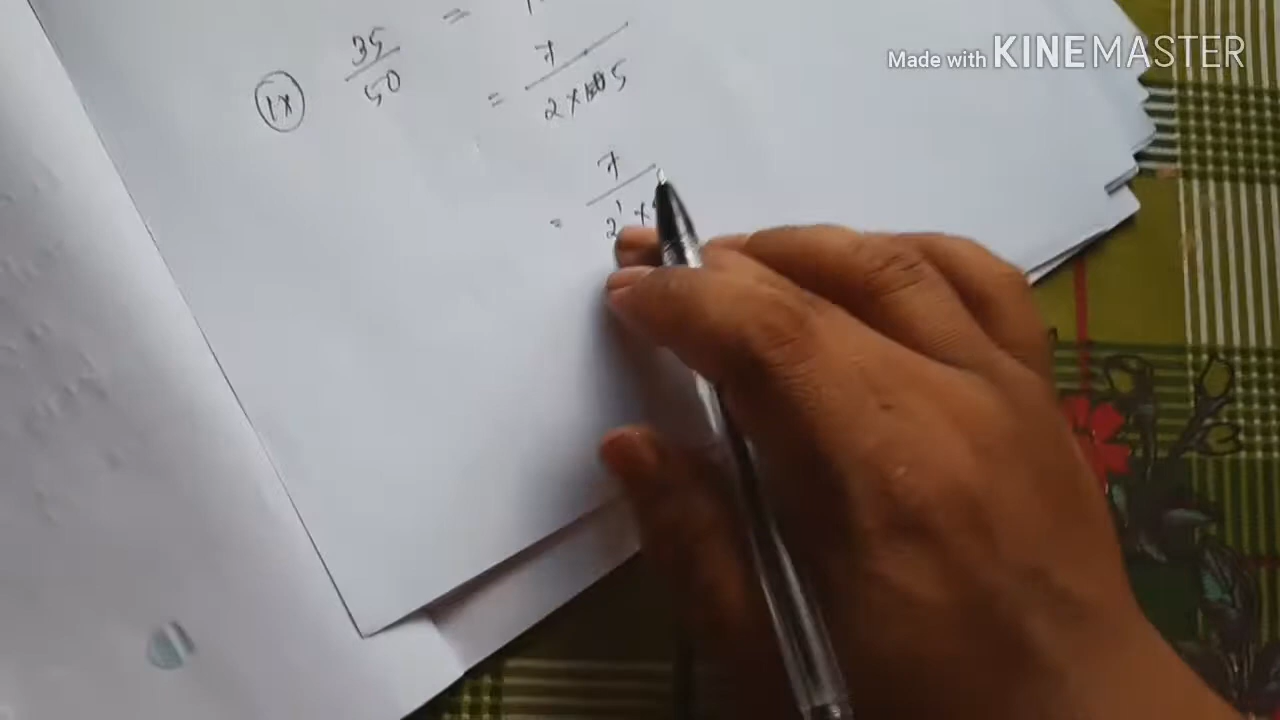 Made with KINEMASTER
=
(ix) 35/50 = 7/2×5
= 7/2¹×